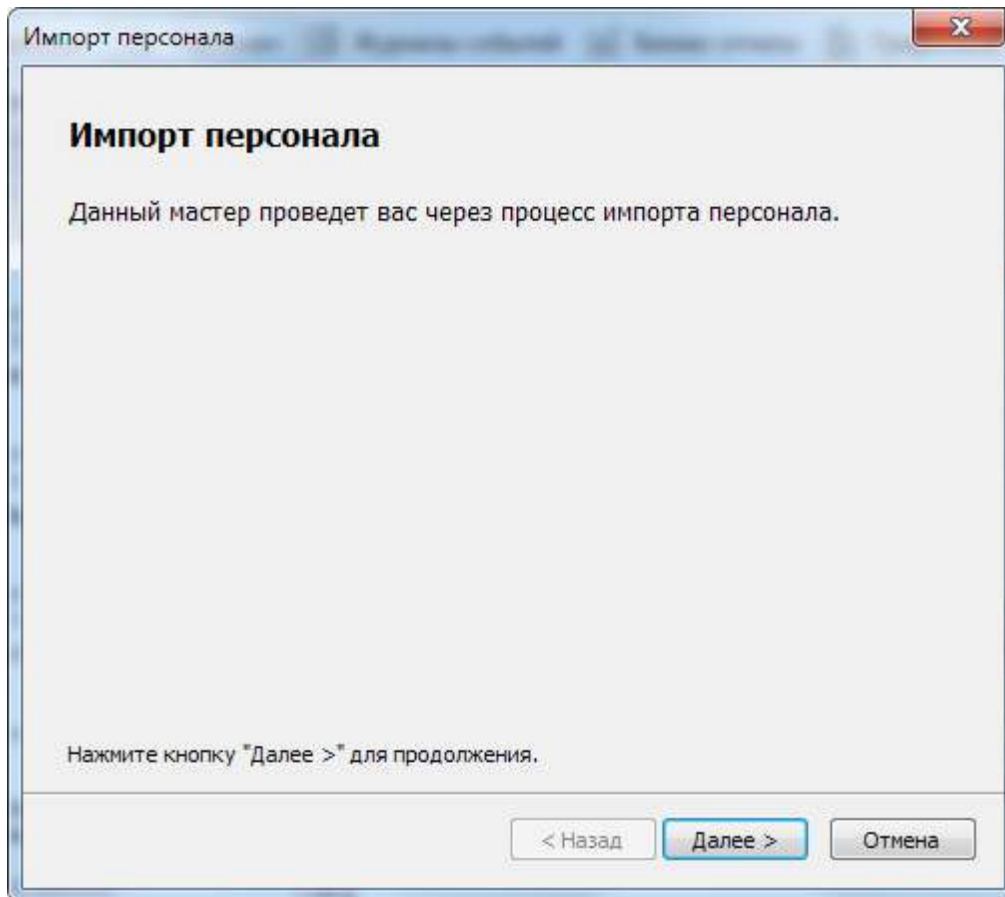 Импорт персонала
Импорт персонала
Данный мастер проведет вас через процесс импорта персонала.
Нажмите кнопку "Далее >" для продолжения.
< Назад Далее > Отмена